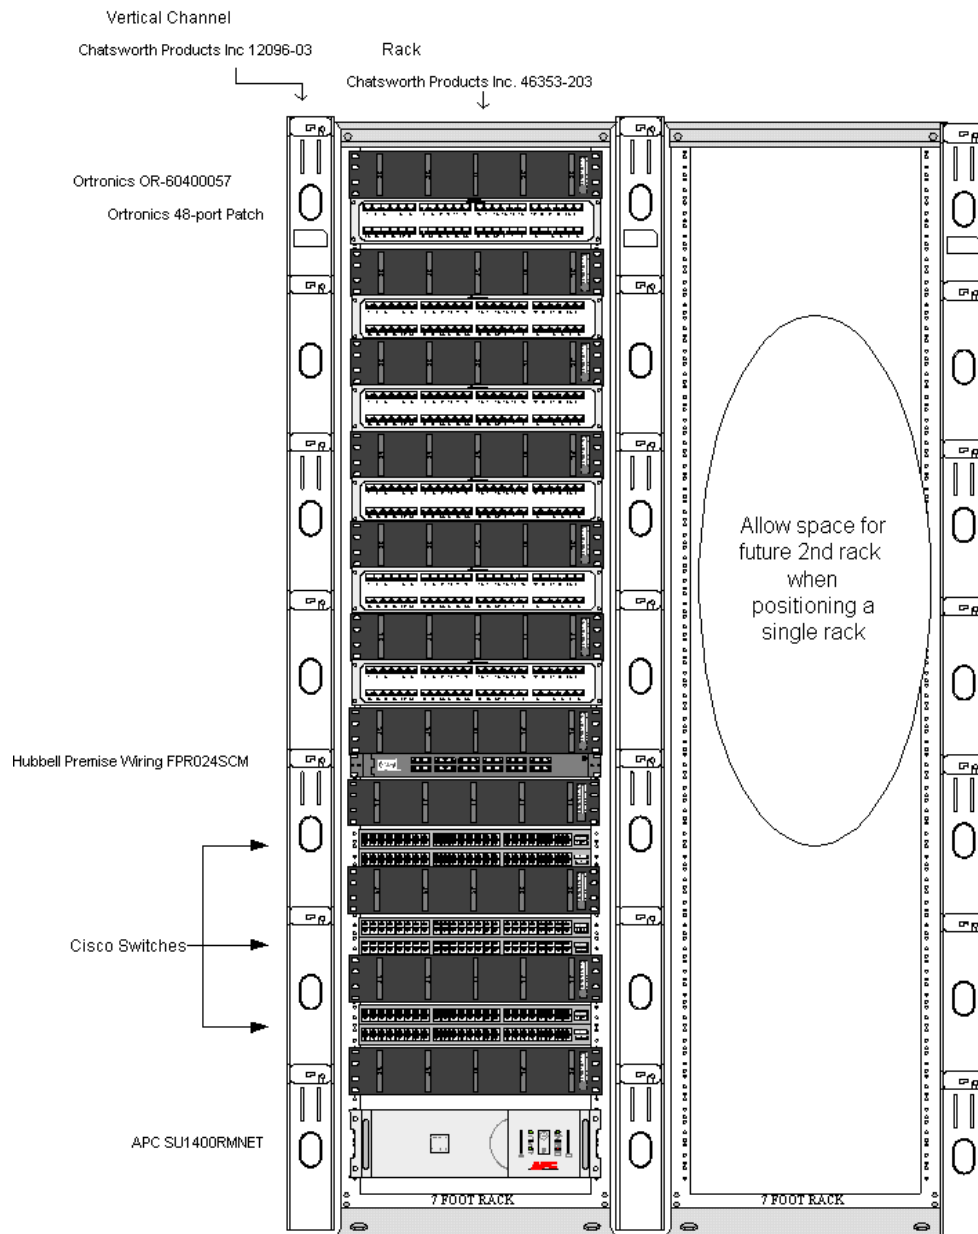 Vertical Channel
Chatsworth Products Inc 12096-03
Rack
Chatsworth Products Inc. 46353-203
Ortronics OR-60400057
Ortronics 48-port Patch
Allow space for
future 2nd rack
when
positioning a
single rack
Hubbell Premise Wiring FPR024SCM
Cisco Switches
APC SU1400RMNET
APC
7 FOOT RACK
7 FOOT RACK